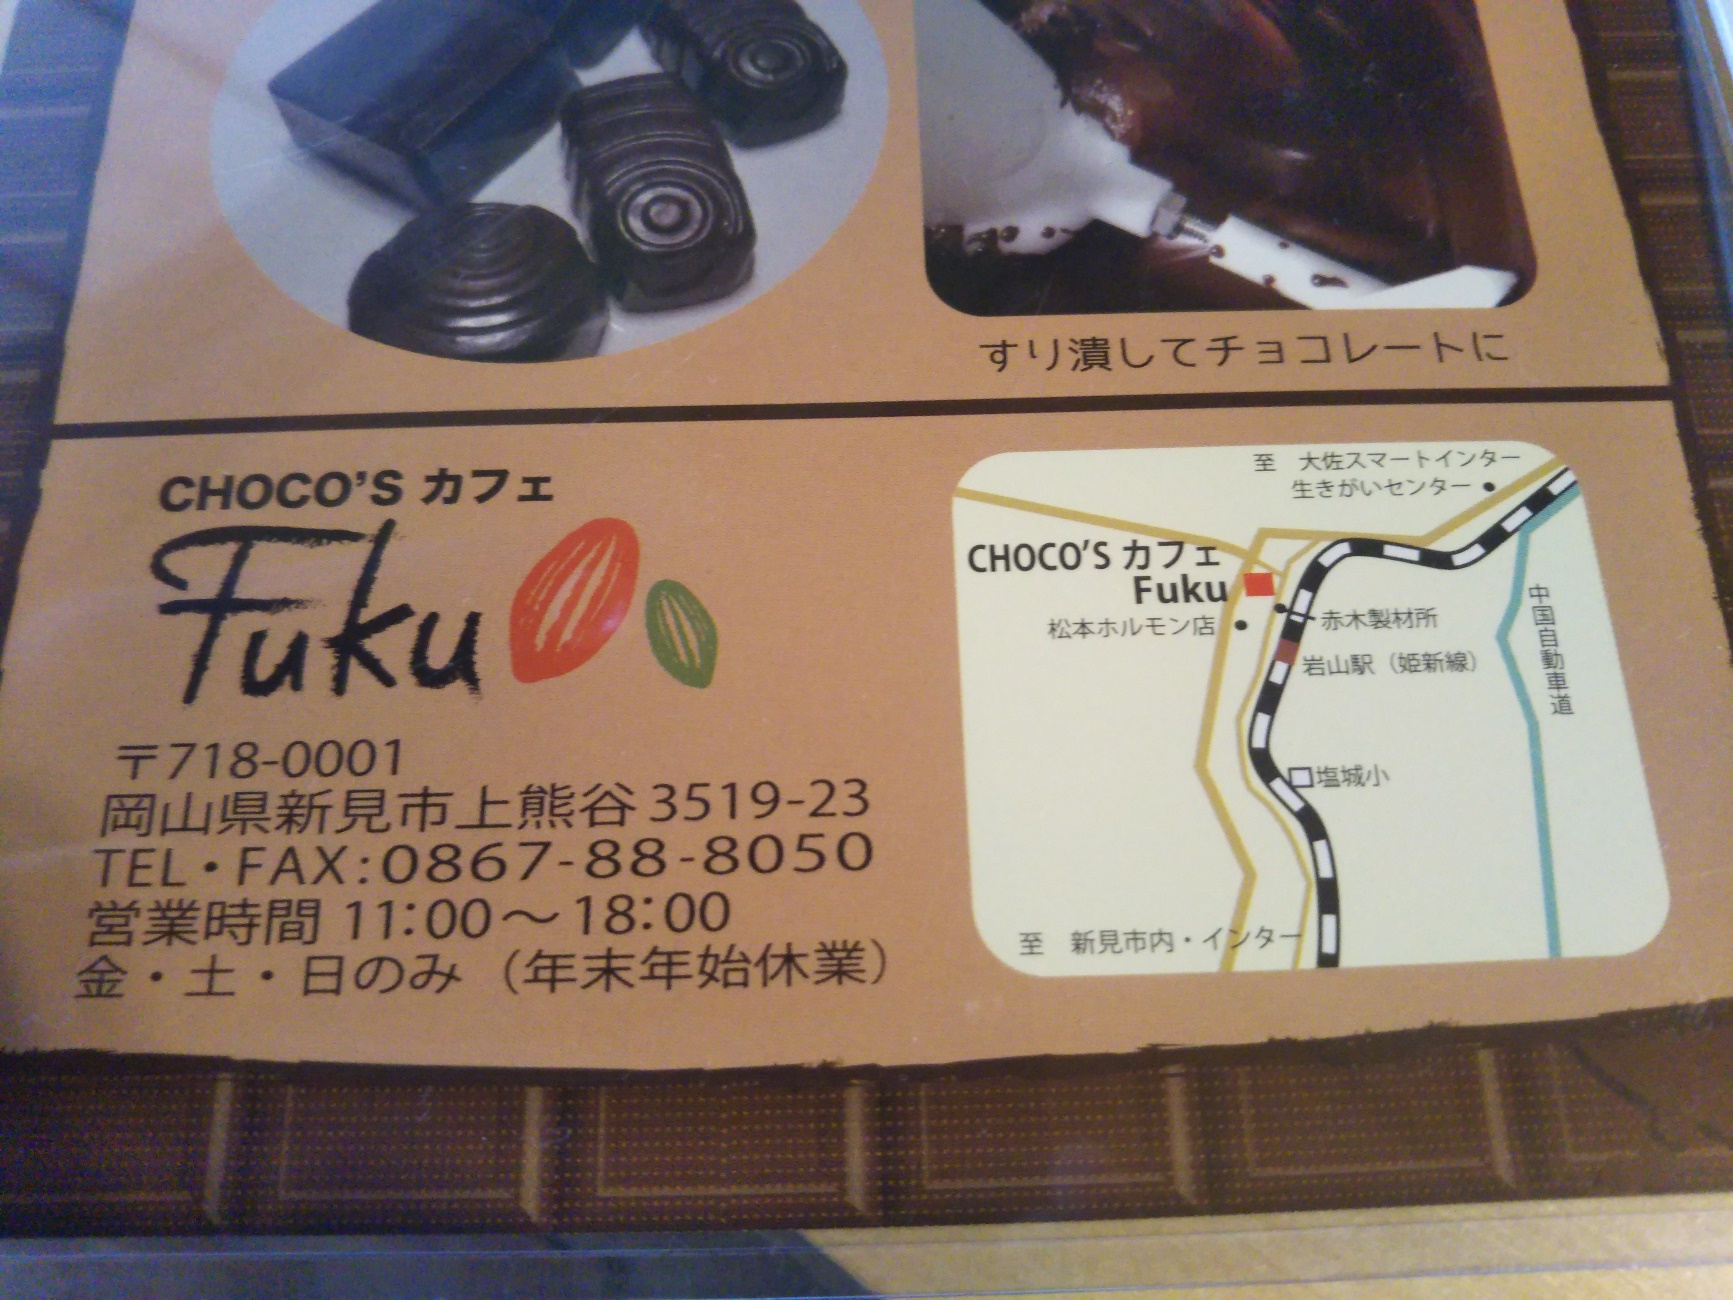 すり潰してチョコレートに
CHOCO'S カフェ
Fuku
〒718-0001
岡山県新見市上熊谷3519-23
TEL・FAX:0867-88-8050
営業時間 11:00～18:00
金・土・日のみ（年末年始休業）
至 大佐スマートインター
生きがいセンター
CHOCO'S カフェ
Fuku
松本ホルモン店
赤木製材所
岩山駅（姫新線）
中国自動車道
塩城小
至 新見市内・インター